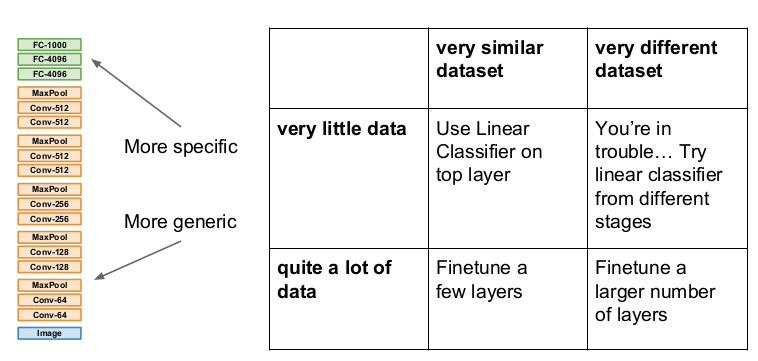 FC-1000
FC-4096
FC-4096
MaxPool
Conv-512
Conv-512
MaxPool
Conv-512
Conv-512
MaxPool
Conv-256
Conv-256
MaxPool
Conv-128
Conv-128
MaxPool
Conv-64
Conv-64
Image
More specific
More generic
very similar
dataset
very different
dataset
very little data
Use Linear
Classifier on
top layer
You’re in
trouble… Try
linear classifier
from different
stages
quite a lot of
data
Finetune a
few layers
Finetune a
larger number
of layers